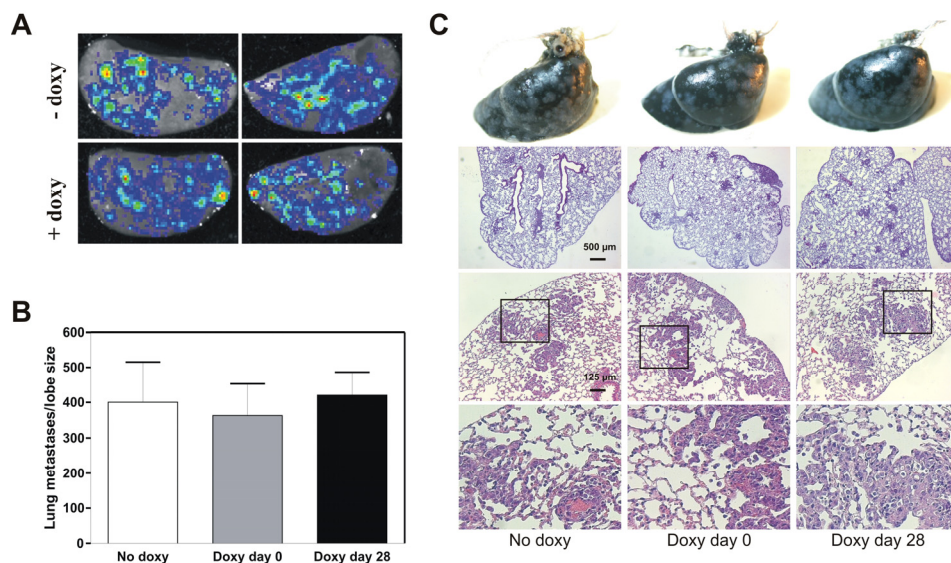 A
- doxy
+ doxy
B
Lung metastases/lobe size
600
500
400
300
200
100
0
No doxy
Doxy day 0
Doxy day 28
C
500 µm
125 µm
No doxy
Doxy day 0
Doxy day 28